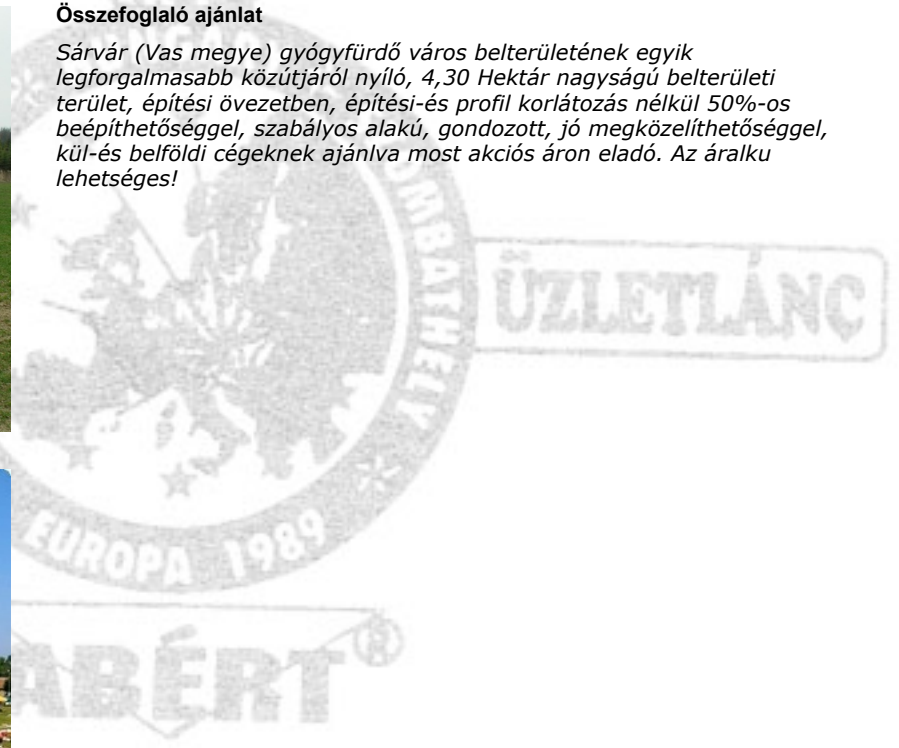 Összefoglaló ajánlat
Sárvár (Vas megye) gyógyfürdő város belterületének egyik
legforgalmasabb közútjáról nyíló, 4,30 Hektár nagyságú belterületi
terület, építési övezetben, építési-és profil korlátozás nélkül 50%-os
beépíthetőséggel, szabályos alakú, gondozott, jó megközelíthetőséggel,
kül-és belföldi cégeknek ajánlva most akciós áron eladó. Az áralku
lehetséges!
ÜZLETLÁNC
EUROPA 1989
ABÉRT®